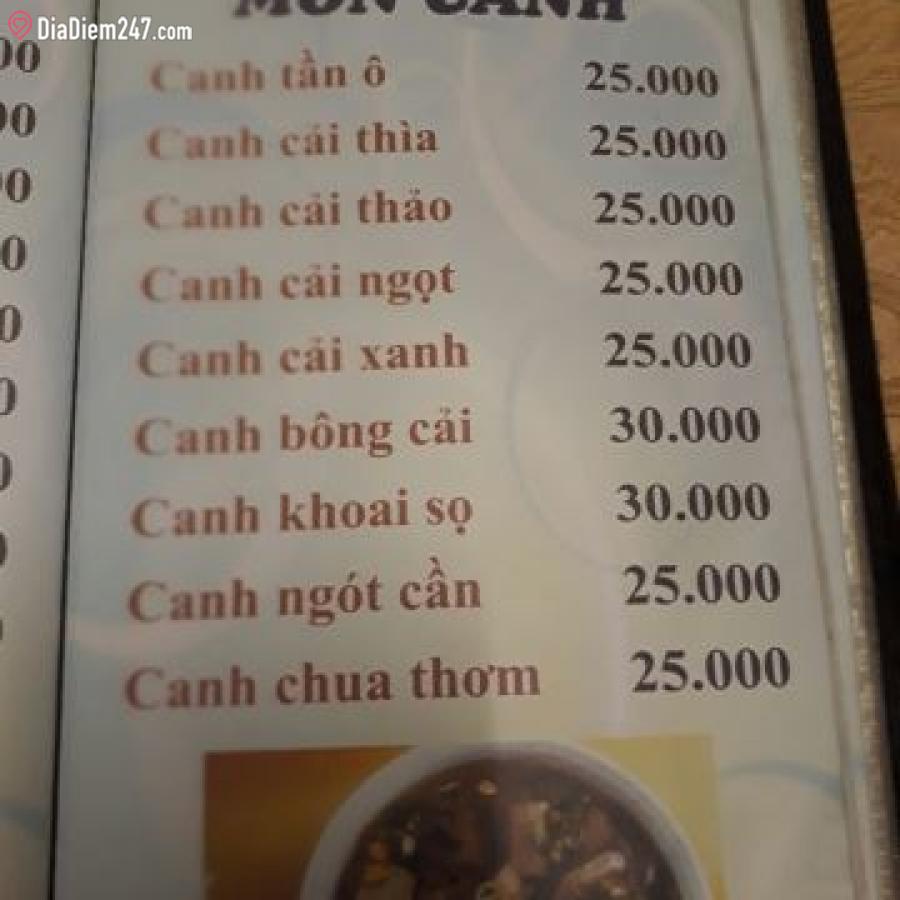 DiaDiem247.com
MÓN CANH
Canh tần ô 25.000
Canh cải thìa 25.000
Canh cải thảo 25.000
Canh cải ngọt 25.000
Canh cải xanh 25.000
Canh bông cải 30.000
Canh khoai sọ 30.000
Canh ngót cần 25.000
Canh chua thơm 25.000